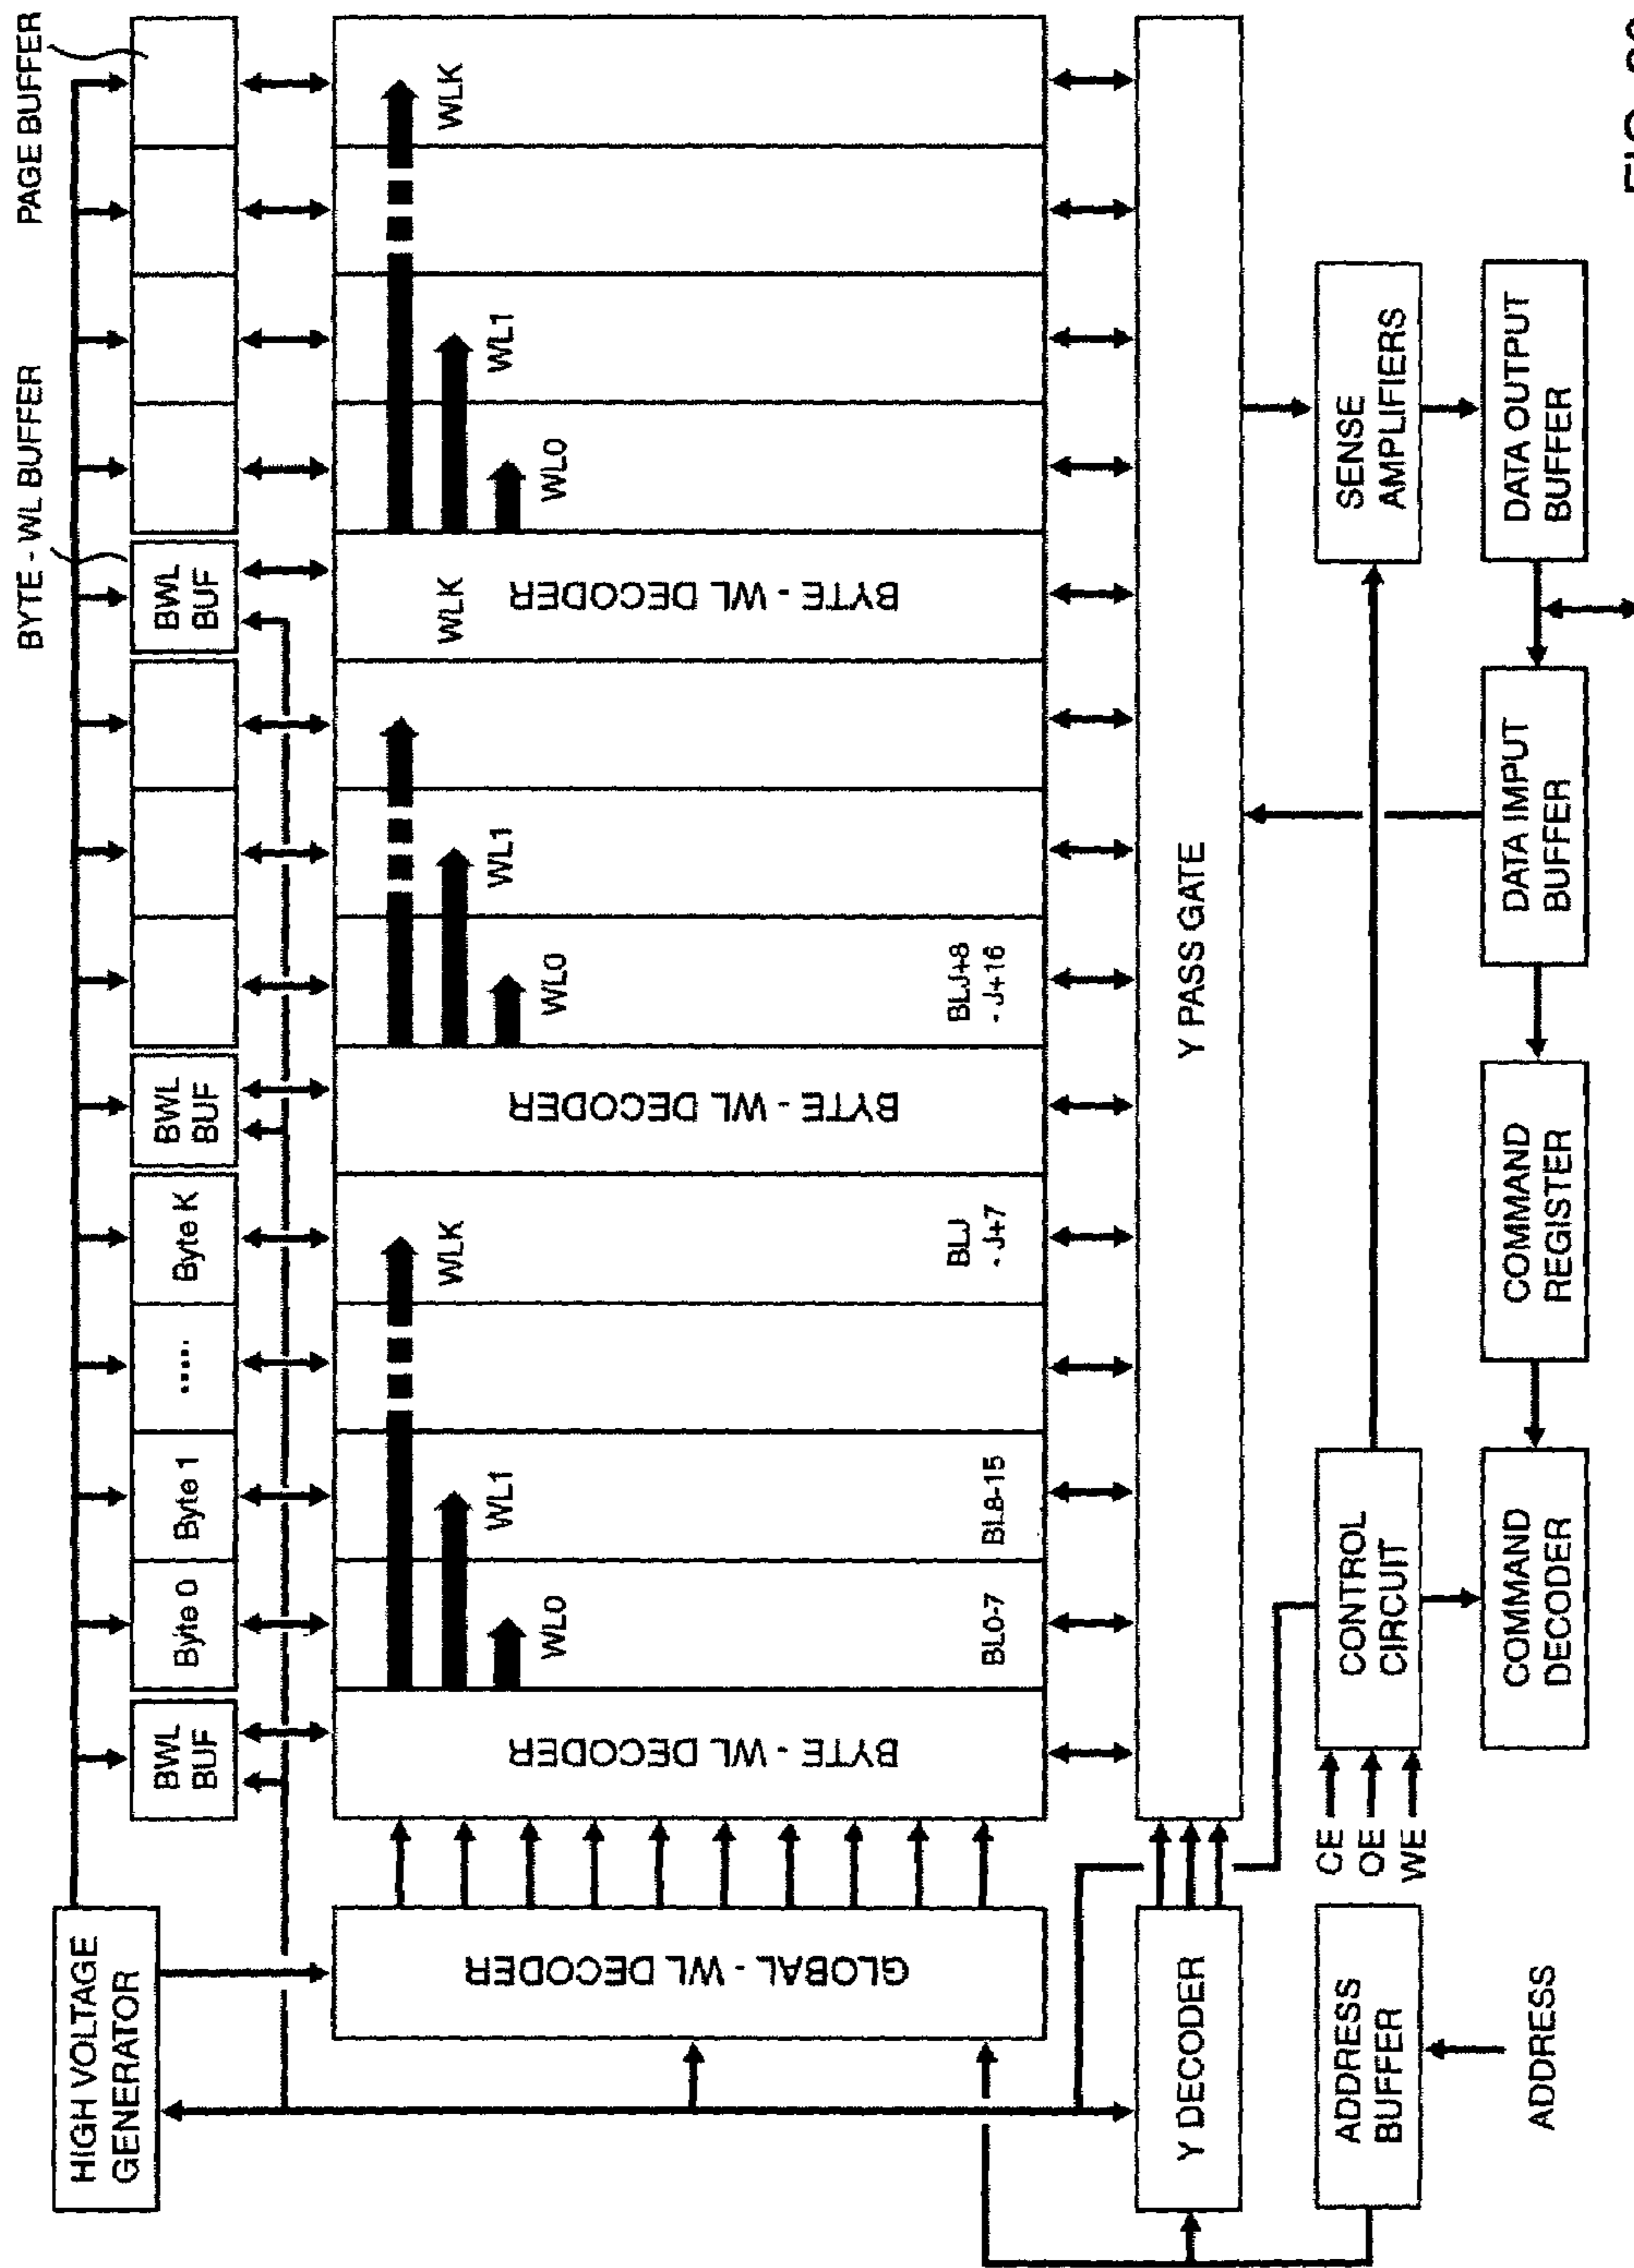 HIGH VOLTAGE
GENERATOR
BYTE - WL BUFFER
PAGE BUFFER
BWL
BUF
Byte 0
Byte 1
.....
Byte K
BWL
BUF
BWL
BUF
GLOBAL - WL DECODER
BYTE - WL DECODER
WL0
WL1
WLK
BL0-7
BL8-15
BLJ
- J+7
BYTE - WL DECODER
WL0
WL1
WLK
BLJ+8
- J+16
BYTE - WL DECODER
WL0
WL1
WLK
Y DECODER
Y PASS GATE
ADDRESS
BUFFER
ADDRESS
CE
OE
WE
CONTROL
CIRCUIT
SENSE
AMPLIFIERS
COMMAND
DECODER
COMMAND
REGISTER
DATA IMPUT
BUFFER
DATA OUTPUT
BUFFER